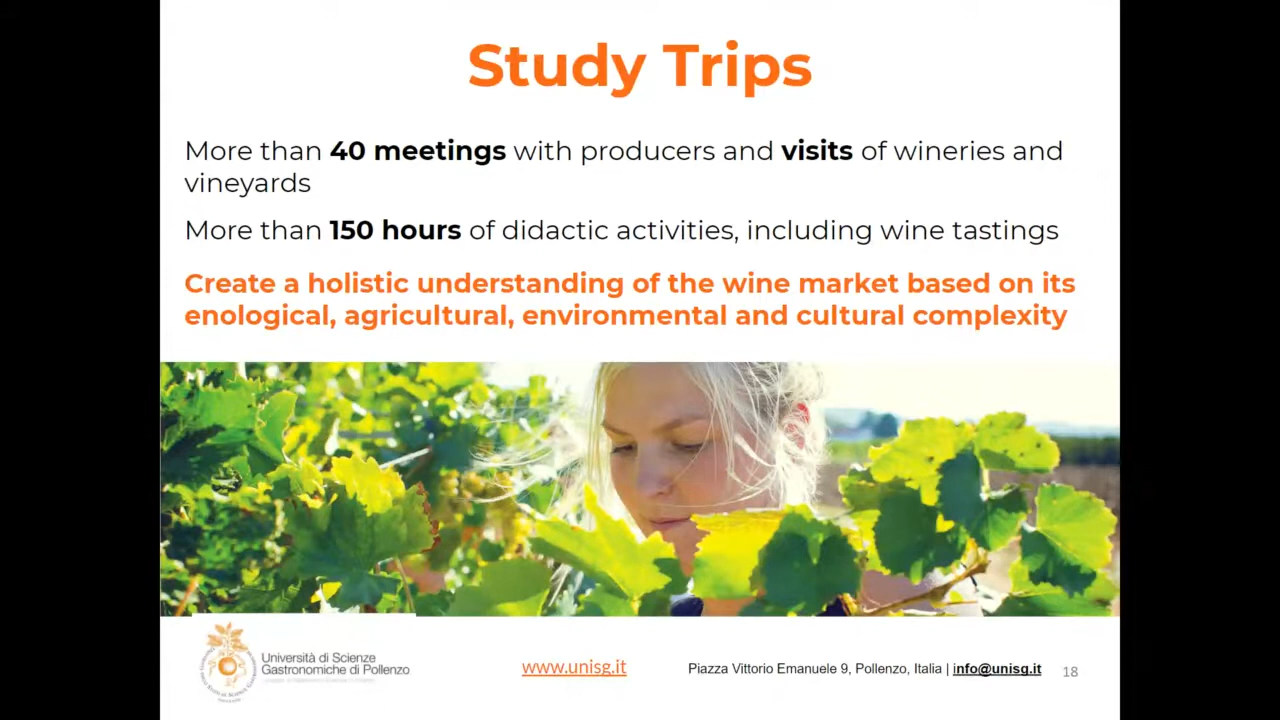 Study Trips
More than 40 meetings with producers and visits of wineries and
vineyards
More than 150 hours of didactic activities, including wine tastings
Create a holistic understanding of the wine market based on its
enological, agricultural, environmental and cultural complexity
Università di Scienze
Gastronomiche di Pollenzo
www.unisg.it
Piazza Vittorio Emanuele 9, Pollenzo, Italia | info@unisg.it
18